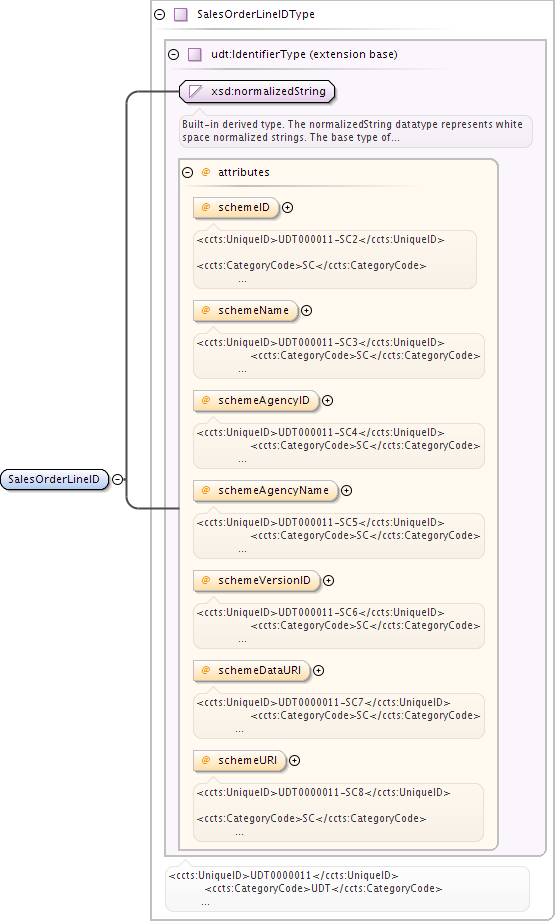 SalesOrderLineIDType
udt:IdentifierType (extension base)
xsd:normalizedString
Built-in derived type. The normalizedString datatype represents white
space normalized strings. The base type of...
@ attributes
@ schemeID
<ccts:UniqueID>UDT000011-SC2</ccts:UniqueID>
<ccts:CategoryCode>SC</ccts:CategoryCode>
...
@ schemeName
<ccts:UniqueID>UDT000011-SC3</ccts:UniqueID>
<ccts:CategoryCode>SC</ccts:CategoryCode>
...
@ schemeAgencyID
<ccts:UniqueID>UDT000011-SC4</ccts:UniqueID>
<ccts:CategoryCode>SC</ccts:CategoryCode>
...
SalesOrderLineID
@ schemeAgencyName
<ccts:UniqueID>UDT000011-SC5</ccts:UniqueID>
<ccts:CategoryCode>SC</ccts:CategoryCode>
...
@ schemeVersionID
<ccts:UniqueID>UDT000011-SC6</ccts:UniqueID>
<ccts:CategoryCode>SC</ccts:CategoryCode>
...
@ schemeDataURI
<ccts:UniqueID>UDT0000011-SC7</ccts:UniqueID>
<ccts:CategoryCode>SC</ccts:CategoryCode>
...
@ schemeURI
<ccts:UniqueID>UDT0000011-SC8</ccts:UniqueID>
<ccts:CategoryCode>SC</ccts:CategoryCode>
...
<ccts:UniqueID>UDT0000011</ccts:UniqueID>
<ccts:CategoryCode>UDT</ccts:CategoryCode>
...